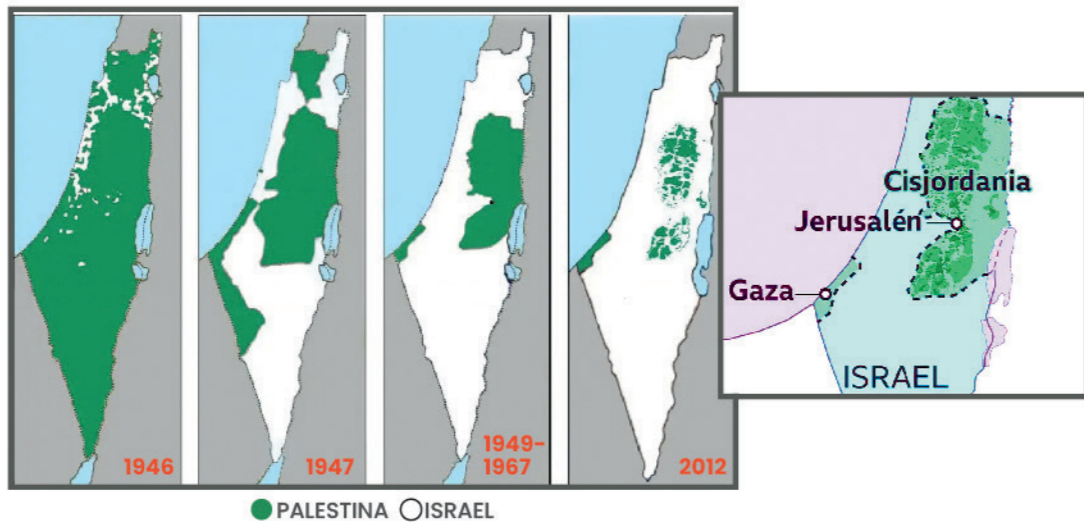 1946
1947
1949-
1967
2012
PALESTINA
ISRAEL
Cisjordania
Jerusalén
Gaza
ISRAEL